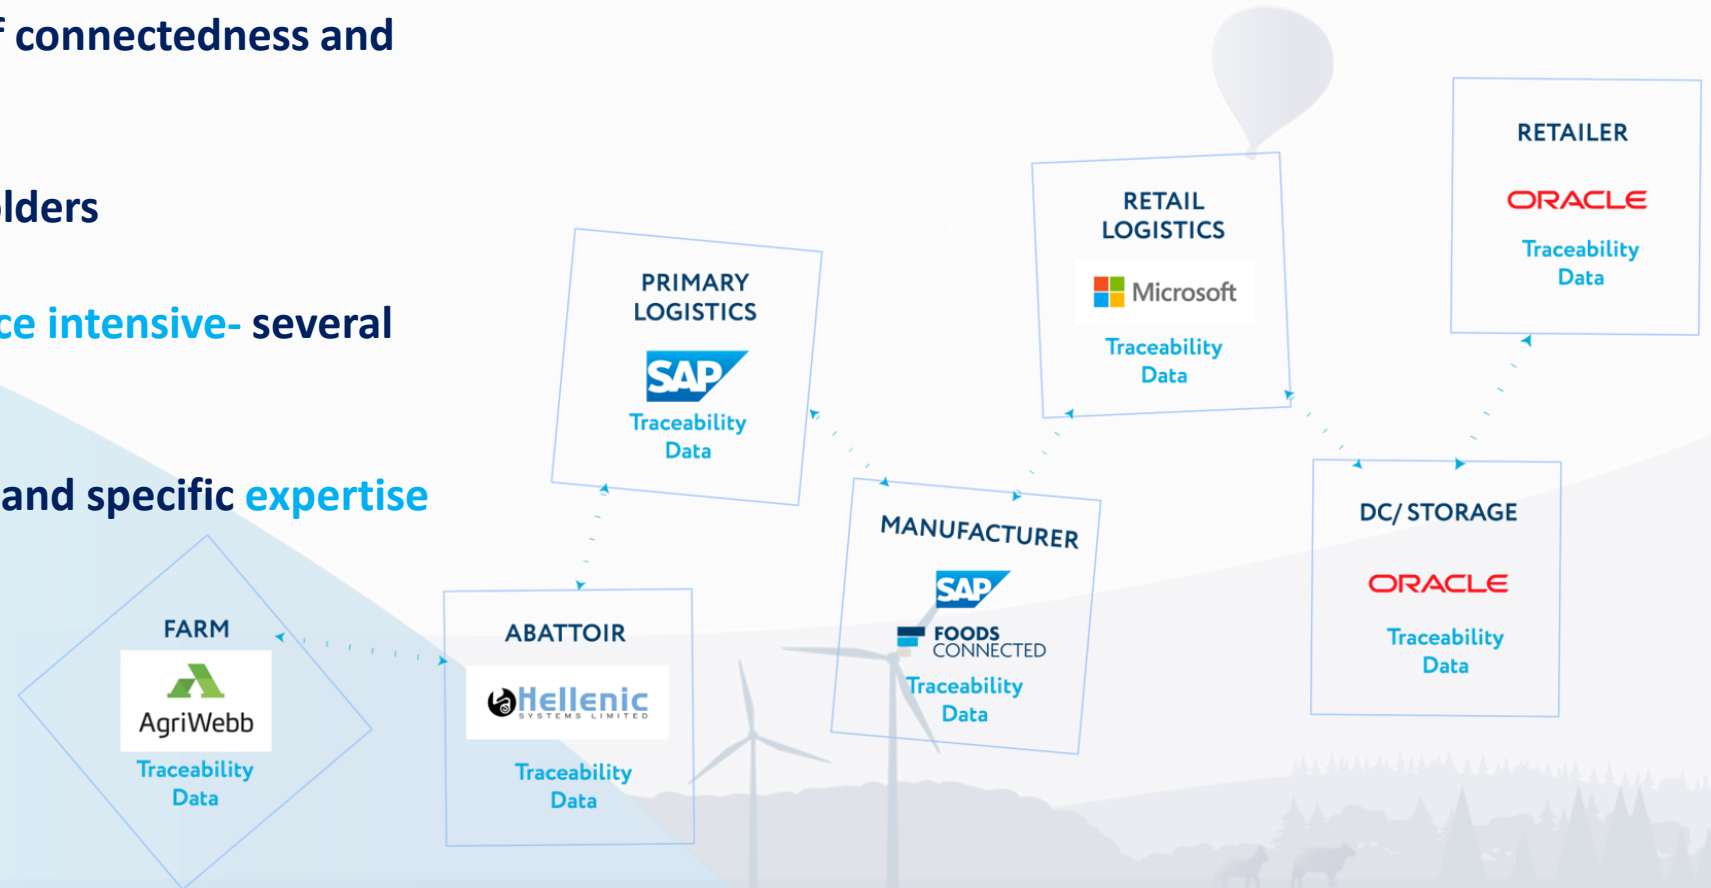 connectedness and
ce intensive- several
and specific expertise
FARM
AgriWebb
Traceability
Data
ABATTOIR
Hellenic
SYSTEMS LIMITED
Traceability
Data
PRIMARY
LOGISTICS
SAP
Traceability
Data
MANUFACTURER
SAP
FOODS
CONNECTED
Traceability
Data
RETAIL
LOGISTICS
Microsoft
Traceability
Data
DC/ STORAGE
ORACLE
Traceability
Data
RETAILER
ORACLE
Traceability
Data